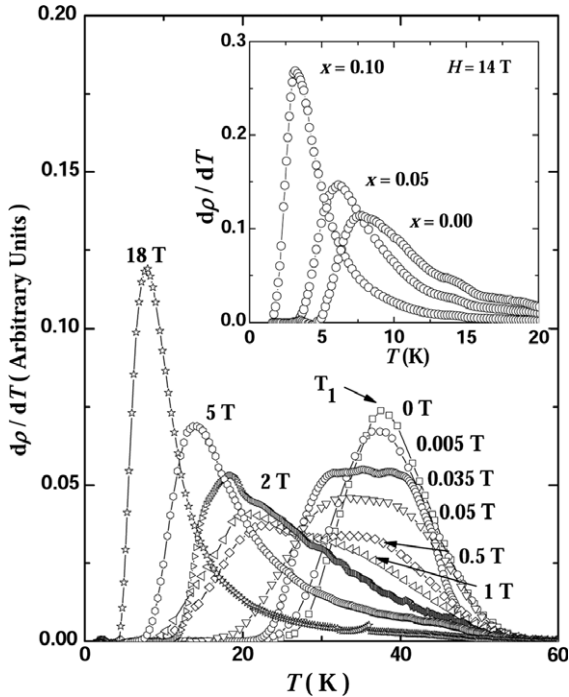 0.20
0.15
0.10
0.05
0.00
dρ / dT ( Arbitrary Units )
0
20
40
60
T ( K )
18 T
5 T
2 T
T1
0 T
0.005 T
0.035 T
0.05 T
0.5 T
1 T
0.3
0.2
0.1
0.0
dρ / dT
0
5
10
15
20
T (K)
x = 0.10
H = 14 T
x = 0.05
x = 0.00